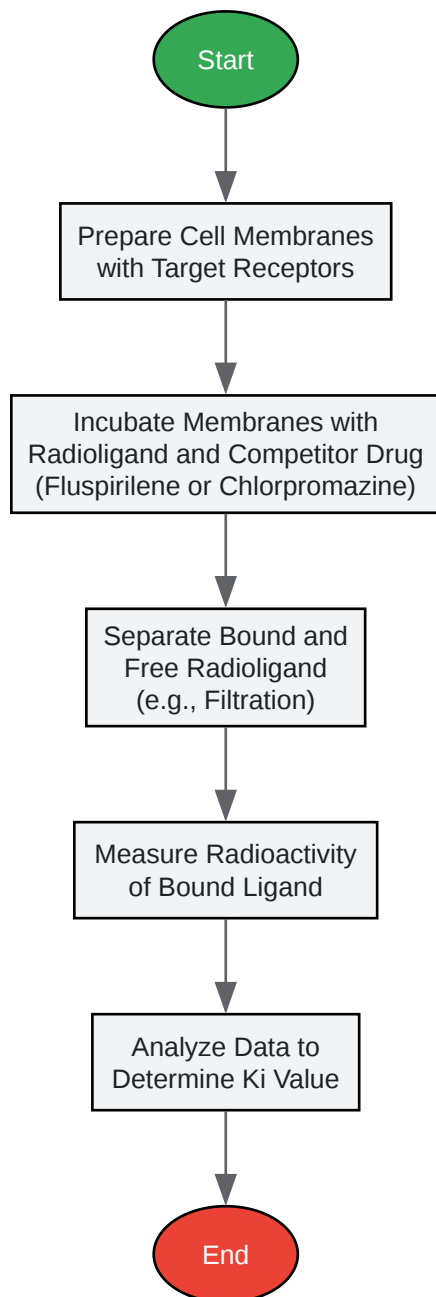 Start
Prepare Cell Membranes
with Target Receptors
Incubate Membranes with
Radioligand and Competitor Drug
(Fluspirilene or Chlorpromazine)
Separate Bound and
Free Radioligand
(e.g., Filtration)
Measure Radioactivity
of Bound Ligand
Analyze Data to
Determine Ki Value
End